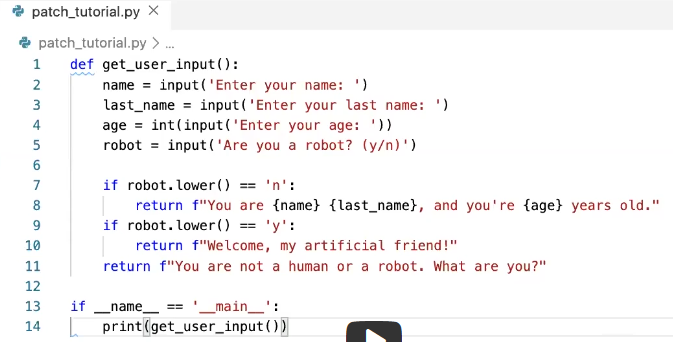 patch_tutorial.py
patch_tutorial.py > ...
1 def get_user_input():
2     name = input('Enter your name: ')
3     last_name = input('Enter your last name: ')
4     age = int(input('Enter your age: '))
5     robot = input('Are you a robot? (y/n)')
6
7     if robot.lower() == 'n':
8         return f"You are {name} {last_name}, and you're {age} years old."
9     if robot.lower() == 'y':
10         return f"Welcome, my artificial friend!"
11     return f"You are not a human or a robot. What are you?"
12
13 if __name__ == '__main__':
14     print(get_user_input())